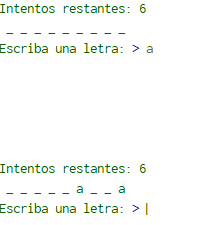 Intentos restantes: 6
_ _ _ _ _ _ _ _ _
Escriba una letra: > a
Intentos restantes: 6
_ _ _ _ _ a _ _ a
Escriba una letra: >